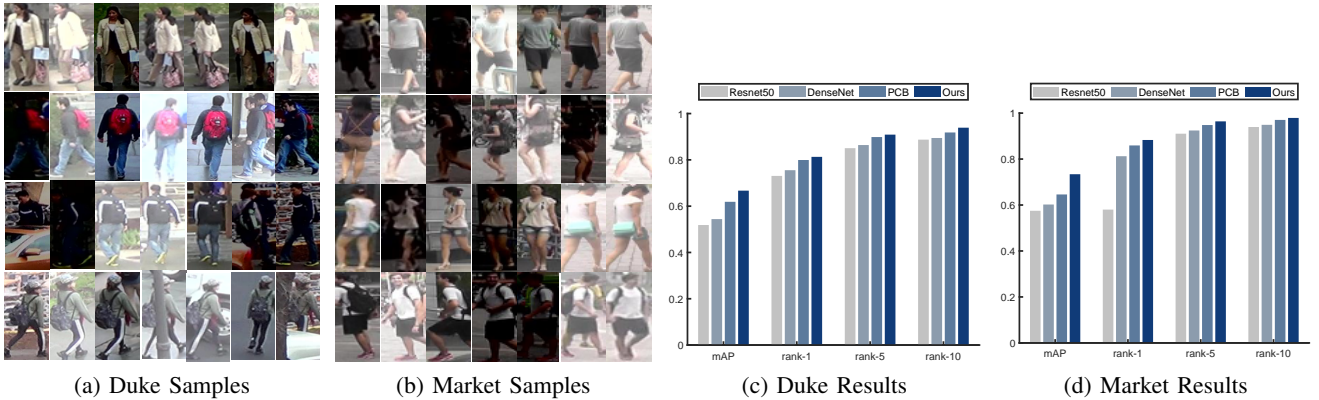 Resnet50 DenseNet PCB Ours
1
0.8
0.6
0.4
0.2
0
mAP rank-1 rank-5 rank-10
Resnet50 DenseNet PCB Ours
1
0.8
0.6
0.4
0.2
0
mAP rank-1 rank-5 rank-10
(a) Duke Samples
(b) Market Samples
(c) Duke Results
(d) Market Results